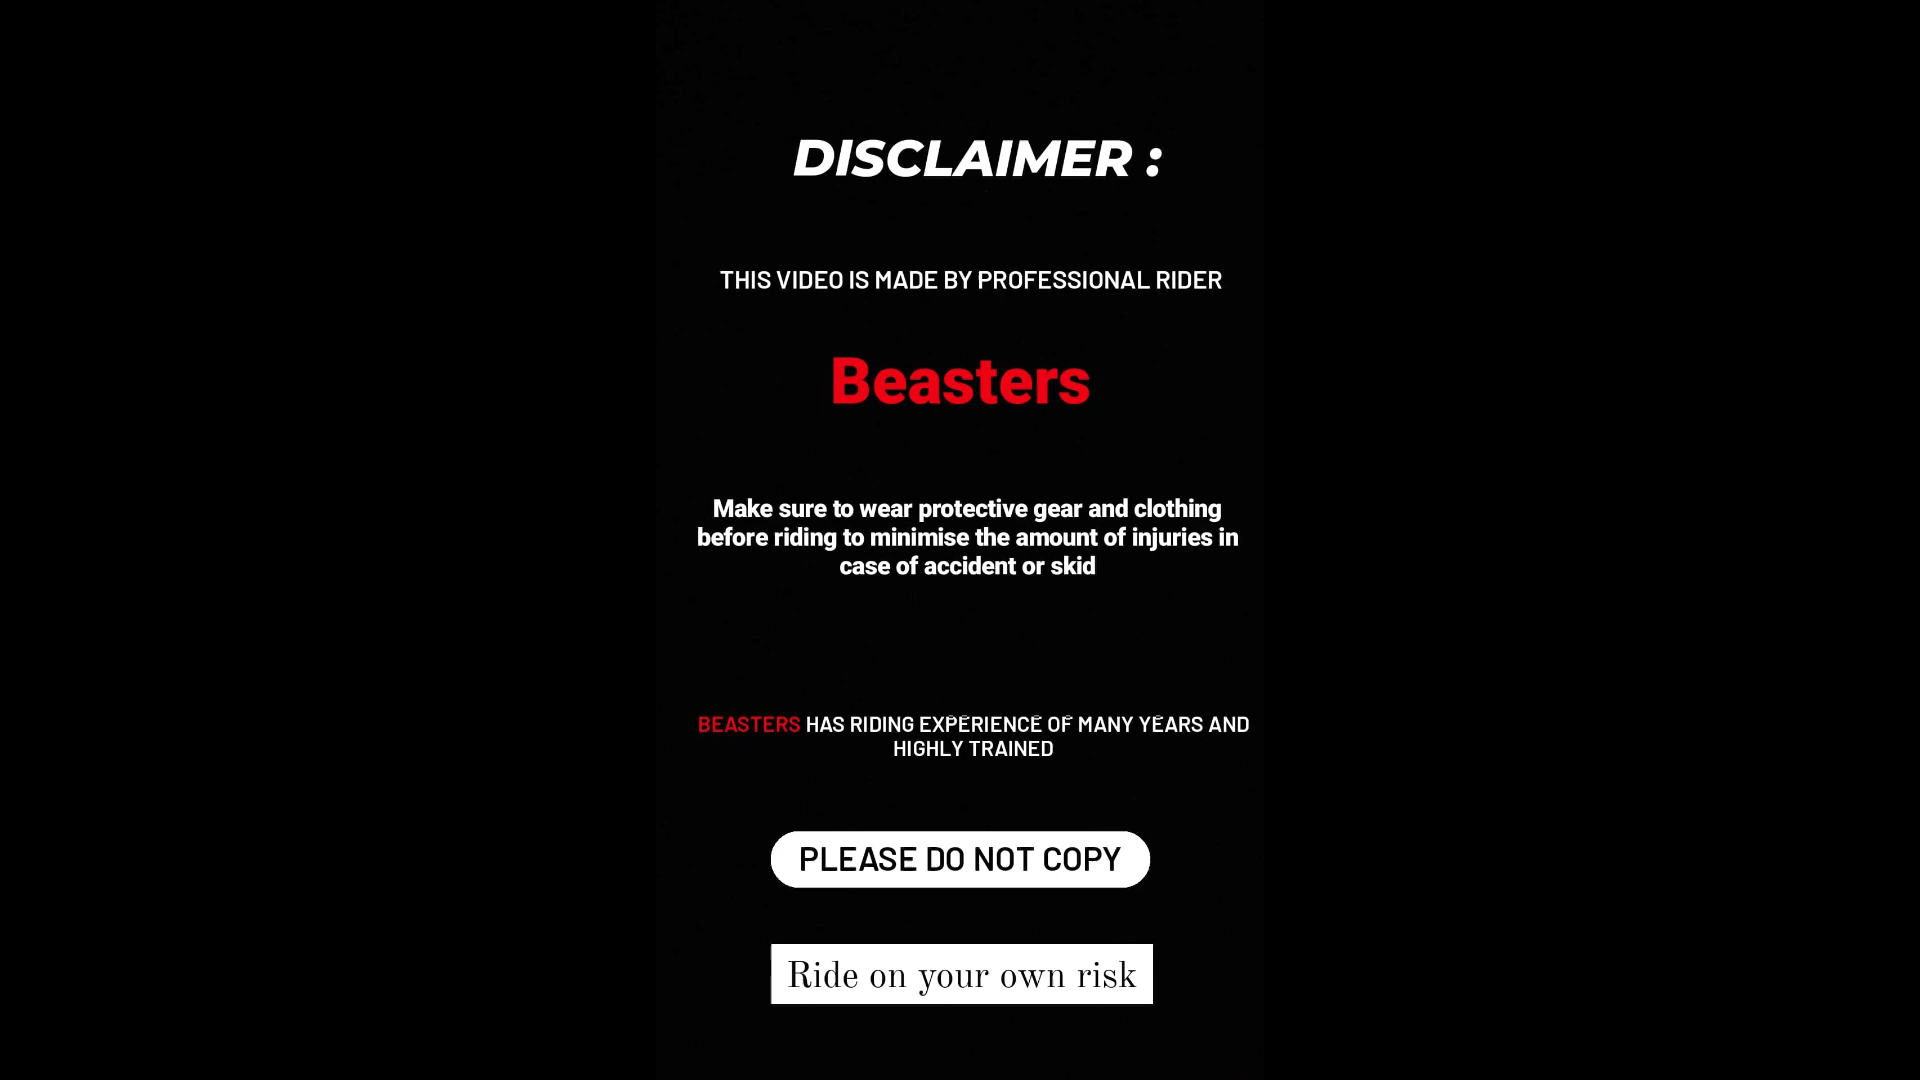 DISCLAIMER :
THIS VIDEO IS MADE BY PROFESSIONAL RIDER
Beasters
Make sure to wear protective gear and clothing
before riding to minimise the amount of injuries in
case of accident or skid
BEASTERS HAS RIDING EXPERIENCE OF MANY YEARS AND
HIGHLY TRAINED
PLEASE DO NOT COPY
Ride on your own risk